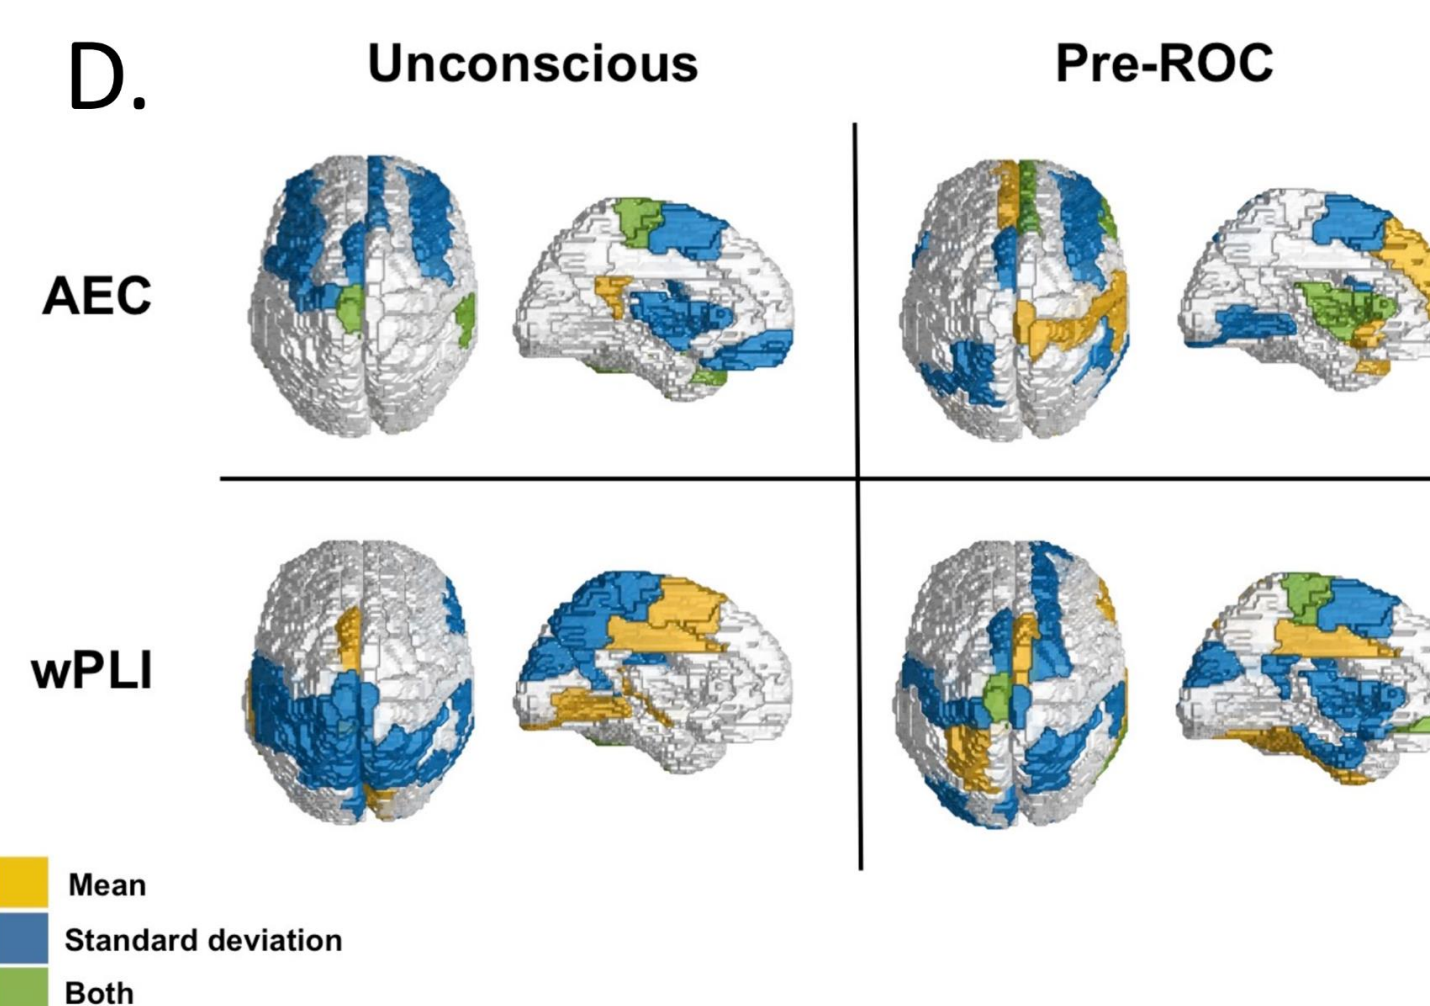 D.
Unconscious
Pre-ROC
AEC
wPLI
Mean
Standard deviation
Both